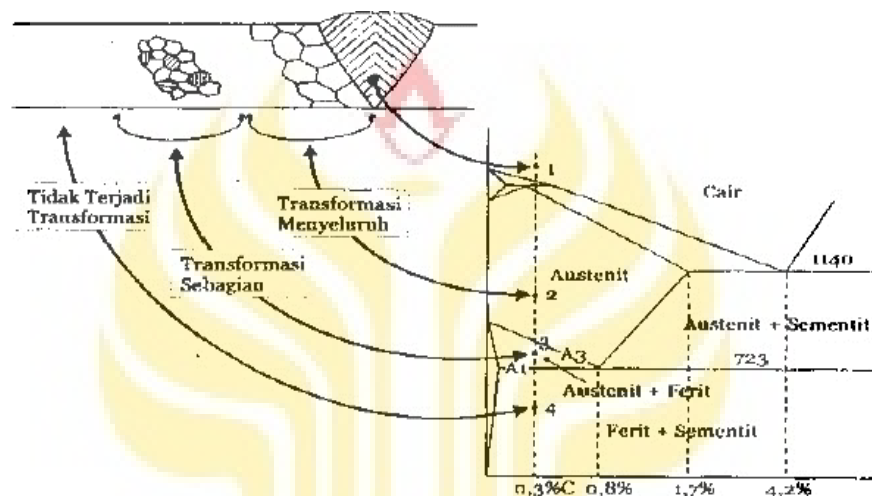 1
Cair
Tidak Terjadi
Transformasi
Transformasi
Menyeluruh
Transformasi
Sebagian
1140
Austenit
2
Austenit + Sementit
3
A3
723
A1
Austenit + Ferit
4
Ferit + Sementit
0,3%C 0,8% 1,7% 4,2%